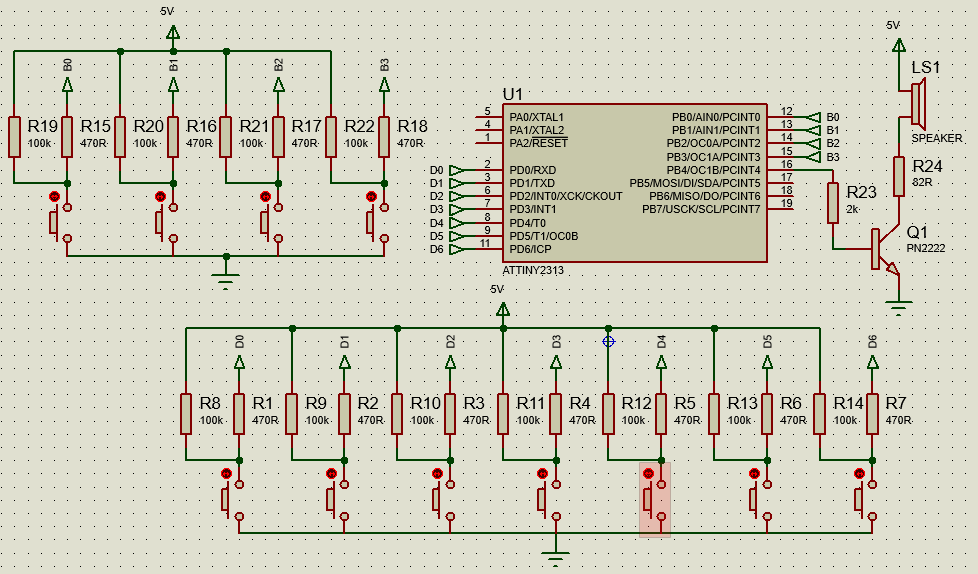 5V
B0
B1
B2
B3
R19
100k
R15
470R
R20
100k
R16
470R
R21
100k
R17
470R
R22
100k
R18
470R
U1
5 PA0/XTAL1
4 PA1/XTAL2
1 PA2/RESET
D0 2 PD0/RXD
D1 3 PD1/TXD
D2 6 PD2/INT0/XCK/CKOUT
D3 7 PD3/INT1
D4 8 PD4/T0
D5 9 PD5/T1/OC0B
D6 11 PD6/ICP
PB0/AIN0/PCINT0 12 B0
PB1/AIN1/PCINT1 13 B1
PB2/OC0A/PCINT2 14 B2
PB3/OC1A/PCINT3 15 B3
PB4/OC1B/PCINT4 16
PB5/MOSI/DI/SDA/PCINT5 17
PB6/MISO/DO/PCINT6 18
PB7/USCK/SCL/PCINT7 19
ATTINY2313
5V
LS1
SPEAKER
R24
82R
R23
2k
Q1
PN2222
5V
D0
D1
D2
D3
D4
D5
D6
R8
100k
R1
470R
R9
100k
R2
470R
R10
100k
R3
470R
R11
100k
R4
470R
R12
100k
R5
470R
R13
100k
R6
470R
R14
100k
R7
470R